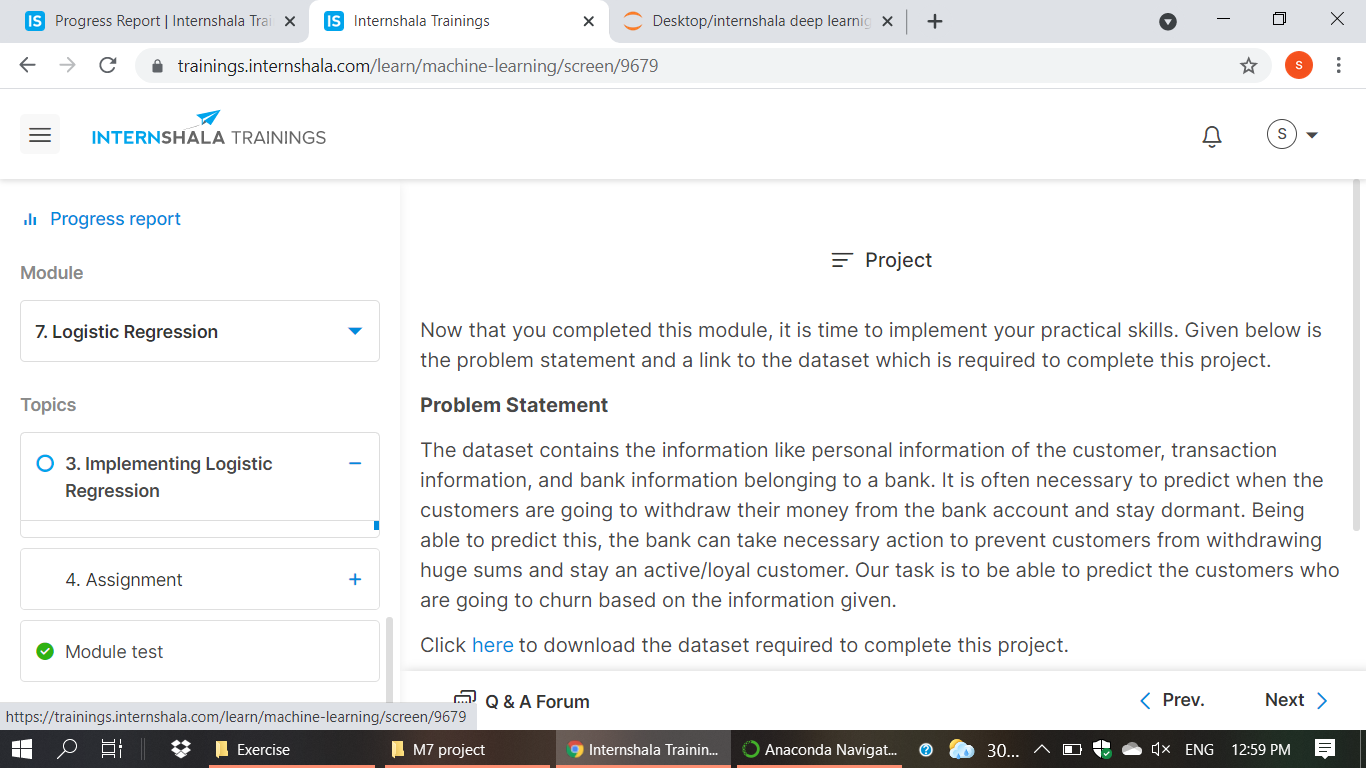 Progress Report | Internshala Trai
Internshala Trainings
Desktop/internshala deep learnig
trainings.internshala.com/learn/machine-learning/screen/9679
S
INTERNSHALA TRAININGS
S
Progress report
Module
7. Logistic Regression
Topics
3. Implementing Logistic
Regression
4. Assignment
Module test
Project
Now that you completed this module, it is time to implement your practical skills. Given below is
the problem statement and a link to the dataset which is required to complete this project.
Problem Statement
The dataset contains the information like personal information of the customer, transaction
information, and bank information belonging to a bank. It is often necessary to predict when the
customers are going to withdraw their money from the bank account and stay dormant. Being
able to predict this, the bank can take necessary action to prevent customers from withdrawing
huge sums and stay an active/loyal customer. Our task is to be able to predict the customers who
are going to churn based on the information given.
Click here to download the dataset required to complete this project.
Q & A Forum
Prev.
Next
https://trainings.internshala.com/learn/machine-learning/screen/9679
Exercise
M7 project
Internshala Trainin...
Anaconda Navigat...
30...
ENG
12:59 PM